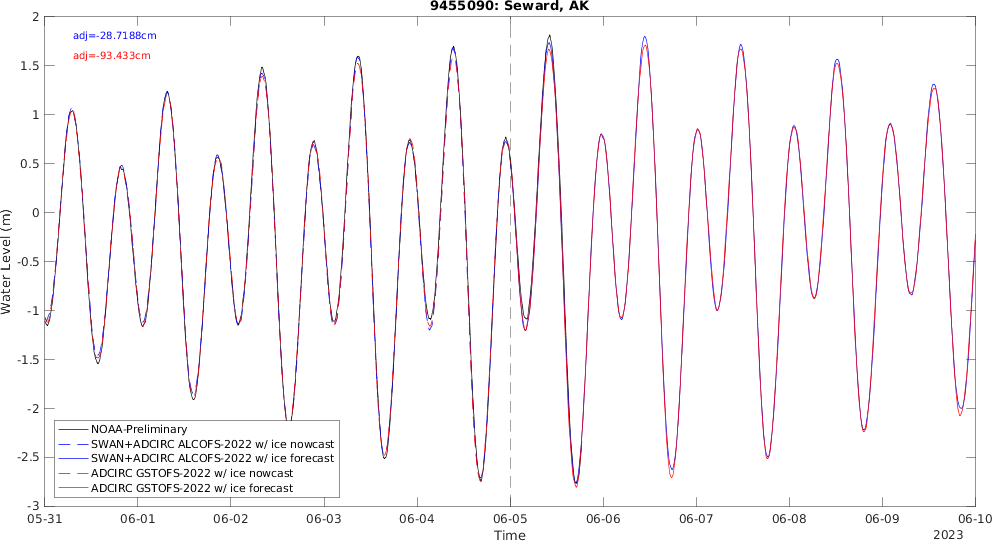 9455090: Seward, AK
adj=-28.7188cm
adj=-93.433cm
Water Level (m)
2
1.5
1
0.5
0
-0.5
-1
-1.5
-2
-2.5
-3
NOAA-Preliminary
SWAN+ADCIRC ALCOFS-2022 w/ ice nowcast
SWAN+ADCIRC ALCOFS-2022 w/ ice forecast
ADCIRC GSTOFS-2022 w/ ice nowcast
ADCIRC GSTOFS-2022 w/ ice forecast
05-31 06-01 06-02 06-03 06-04 06-05 06-06 06-07 06-08 06-09 06-10
Time
2023